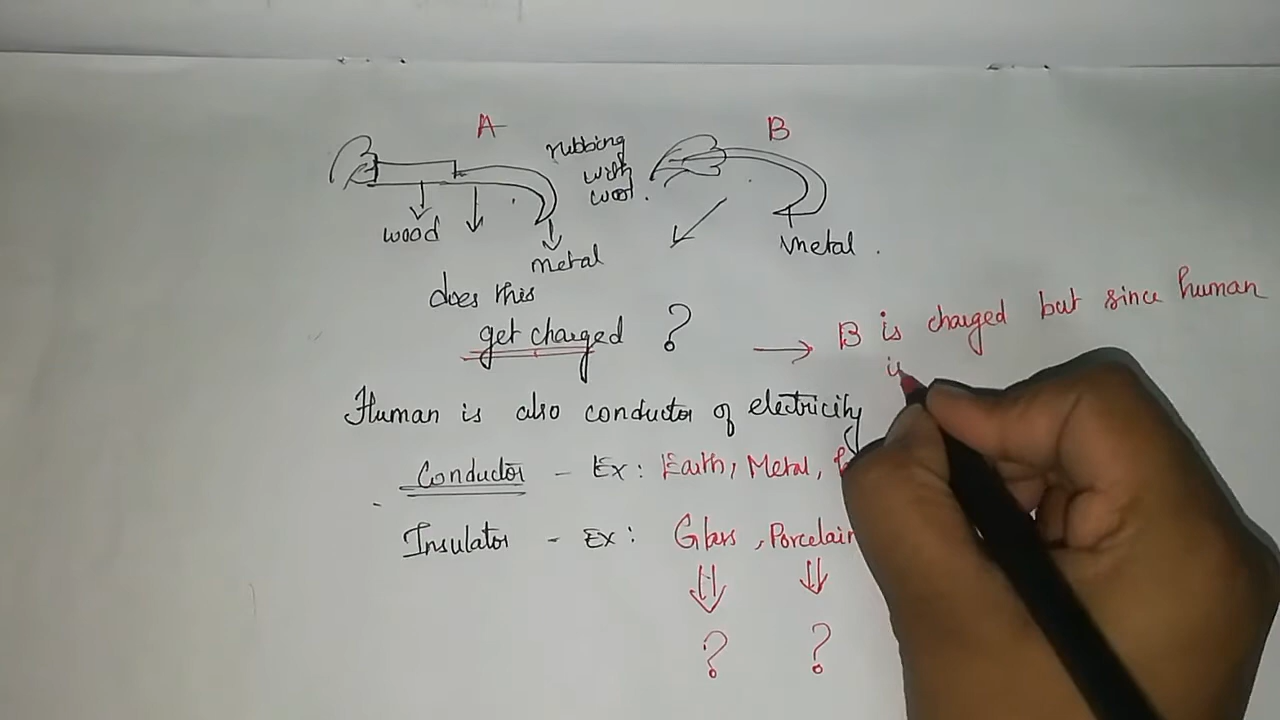 A
B
rubbing
with
wool.
wood
metal
Metal.
does this
get charged ?
→ B is charged but since human
is
Human is also conductor of electricity
Conductor - Ex: Earth, Metal,
Insulator - Ex: Glass, Porcelain
? ?